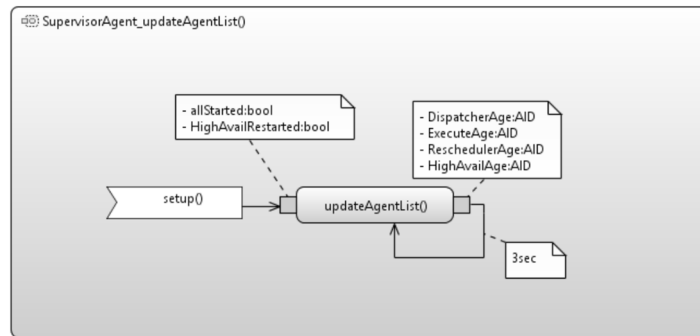 SupervisorAgent_updateAgentList()
- allStarted:bool
- HighAvailRestarted:bool
- DispatcherAge:AID
- ExecuteAge:AID
- ReschedulerAge:AID
- HighAvailAge:AID
setup()
updateAgentList()
3sec